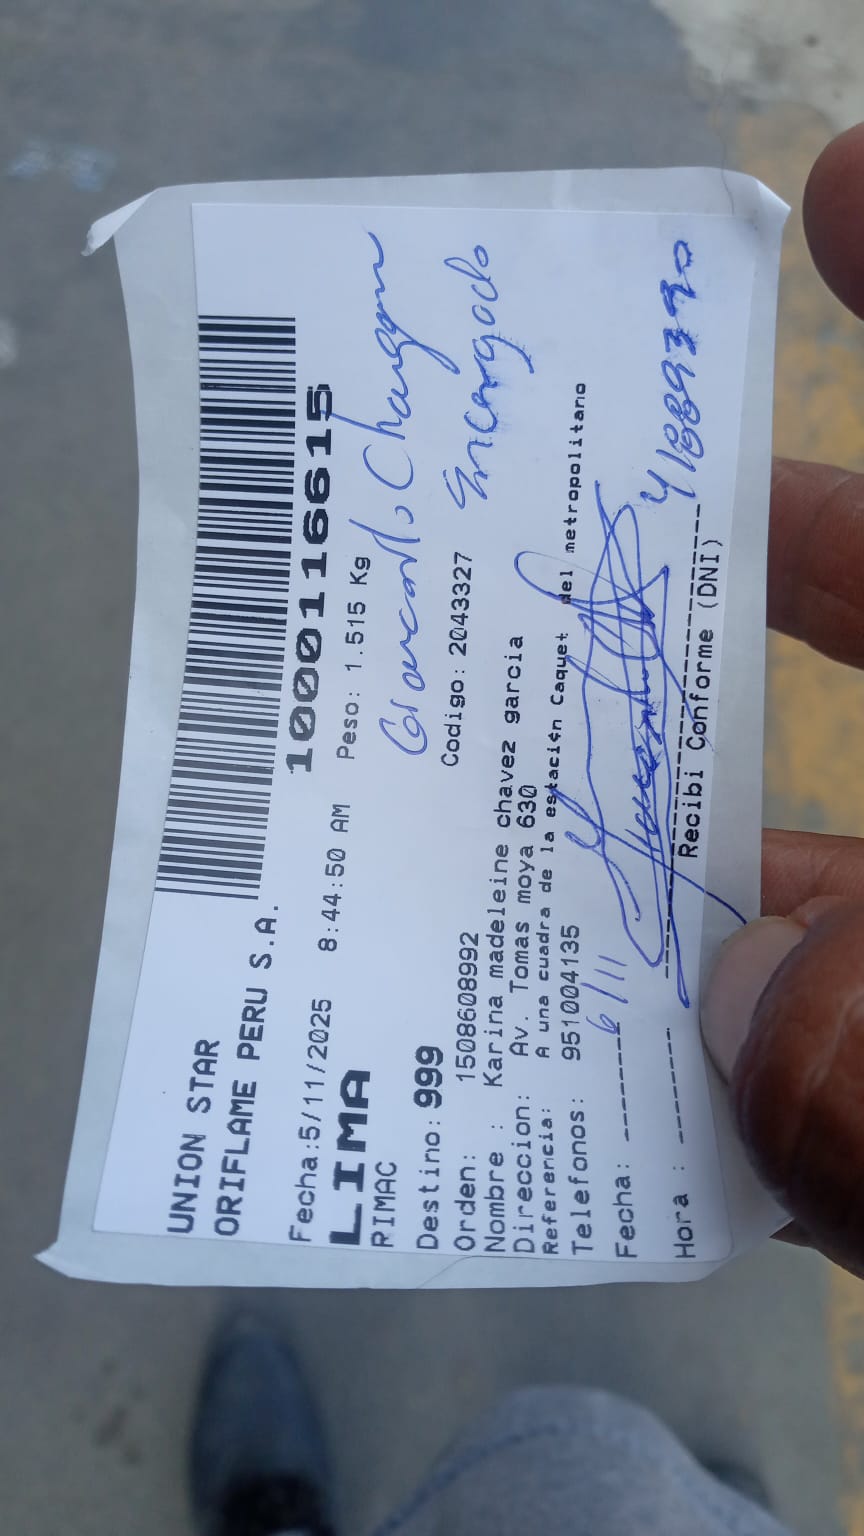 UNION STAR
ORIFLAME PERU S.A.
10001116615
Fecha:5/11/2025 8:44:50 AM Peso: 1.515 Kg
LIMA
RIMAC
Destino: 999
Codigo: 2043327
Encargado
Orden: 1508608992
Nombre : Karina madeleine chavez garcia
Direccion: Av. Tomas moya 630
Referencia: A una cuadra de la estaci¢n Caquet  del metropolitano
Telefonos: 951004135
Fecha: 6/11
Hora :
Recibi Conforme (DNI)